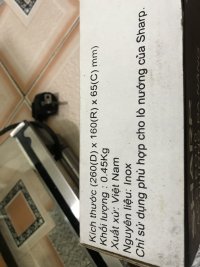 Kích thước (260(D) x 160(R) x 65(C) mm)
Khối lượng : 0.45Kg
Xuất xứ: Việt Nam
Nguyên liệu: Inox
Chỉ sử dụng phù hợp cho lò nướng của Sharp.